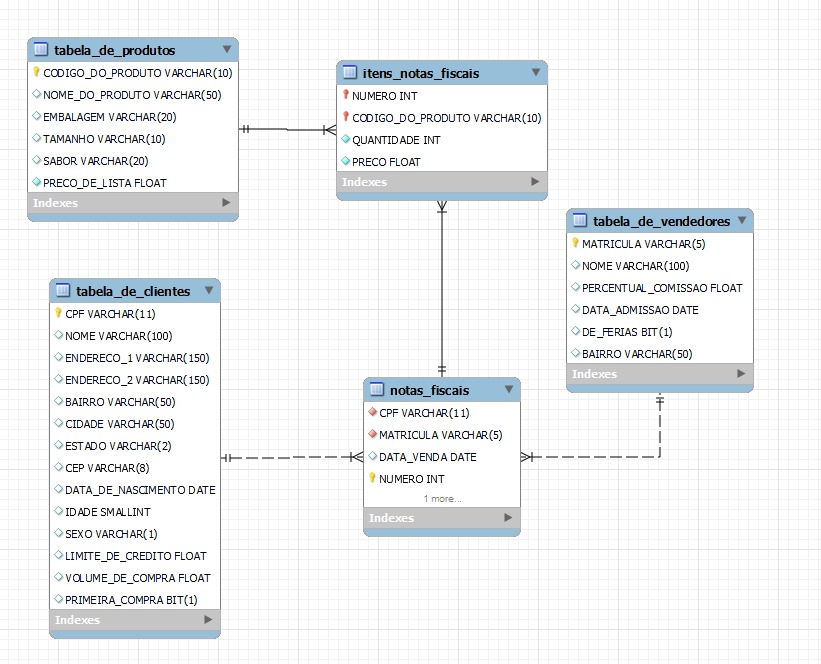 tabela_de_produtos
CODIGO_DO_PRODUTO VARCHAR(10)
NOME_DO_PRODUTO VARCHAR(50)
EMBALAGEM VARCHAR(20)
TAMANHO VARCHAR(10)
SABOR VARCHAR(20)
PRECO_DE_LISTA FLOAT
Indexes
itens_notas_fiscais
NUMERO INT
CODIGO_DO_PRODUTO VARCHAR(10)
QUANTIDADE INT
PRECO FLOAT
Indexes
tabela_de_vendedores
MATRICULA VARCHAR(5)
NOME VARCHAR(100)
PERCENTUAL_COMISSAO FLOAT
DATA_ADMISSAO DATE
DE_FERIAS BIT(1)
BAIRRO VARCHAR(50)
Indexes
tabela_de_clientes
CPF VARCHAR(11)
NOME VARCHAR(100)
ENDERECO_1 VARCHAR(150)
ENDERECO_2 VARCHAR(150)
BAIRRO VARCHAR(50)
CIDADE VARCHAR(50)
ESTADO VARCHAR(2)
CEP VARCHAR(8)
DATA_DE_NASCIMENTO DATE
IDADE SMALLINT
SEXO VARCHAR(1)
LIMITE_DE_CREDITO FLOAT
VOLUME_DE_COMPRA FLOAT
PRIMEIRA_COMPRA BIT(1)
Indexes
notas_fiscais
CPF VARCHAR(11)
MATRICULA VARCHAR(5)
DATA_VENDA DATE
NUMERO INT
1 more...
Indexes